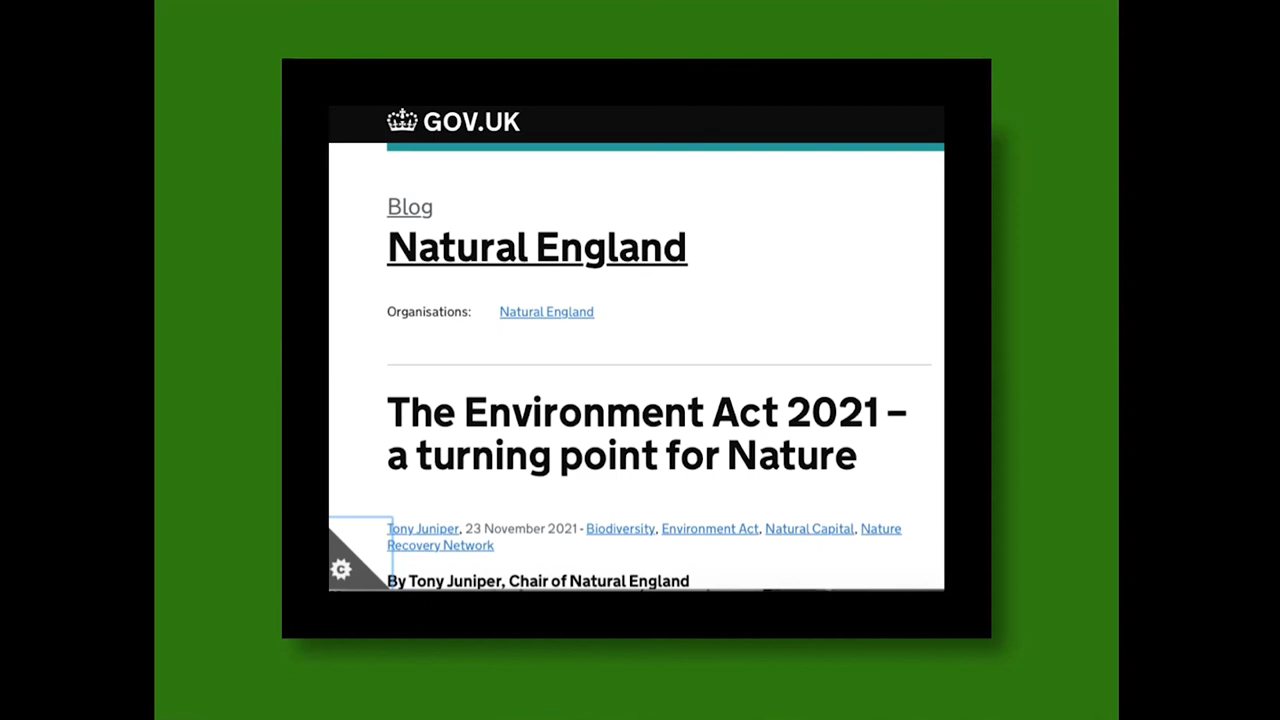 GOV.UK
Blog
Natural England
Organisations: Natural England
The Environment Act 2021 –
a turning point for Nature
Tony Juniper, 23 November 2021 - Biodiversity, Environment Act, Natural Capital, Nature
Recovery Network
By Tony Juniper, Chair of Natural England